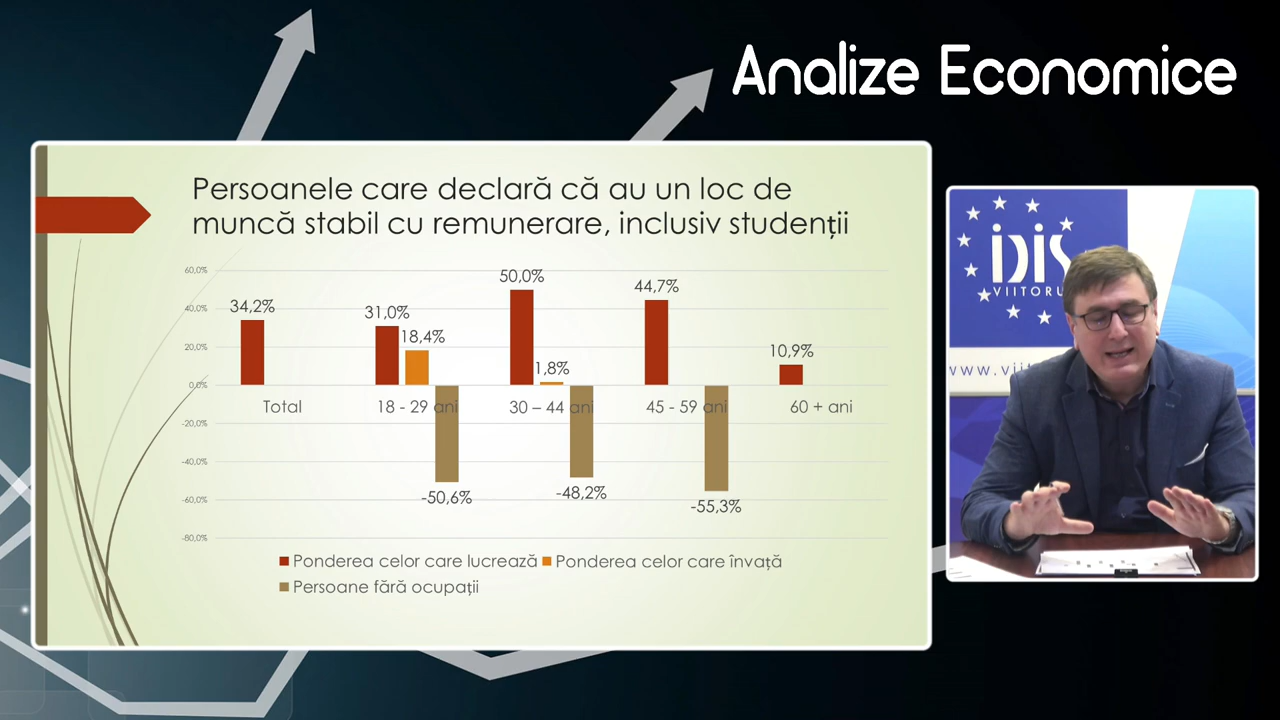 Analize Economice
Persoanele care declară că au un loc de
muncă stabil cu remunerare, inclusiv studenții
60,0%
40,0%
20,0%
0,0%
-20,0%
-40,0%
-60,0%
-80,0%
34,2%
31,0%
18,4%
50,0%
1,8%
44,7%
10,9%
Total
18 - 29 ani
30 – 44 ani
45 - 59 ani
60 + ani
-50,6%
-48,2%
-55,3%
Ponderea celor care lucrează
Ponderea celor care învață
Persoane fără ocupații
IDIS
VIITORU
www.vii